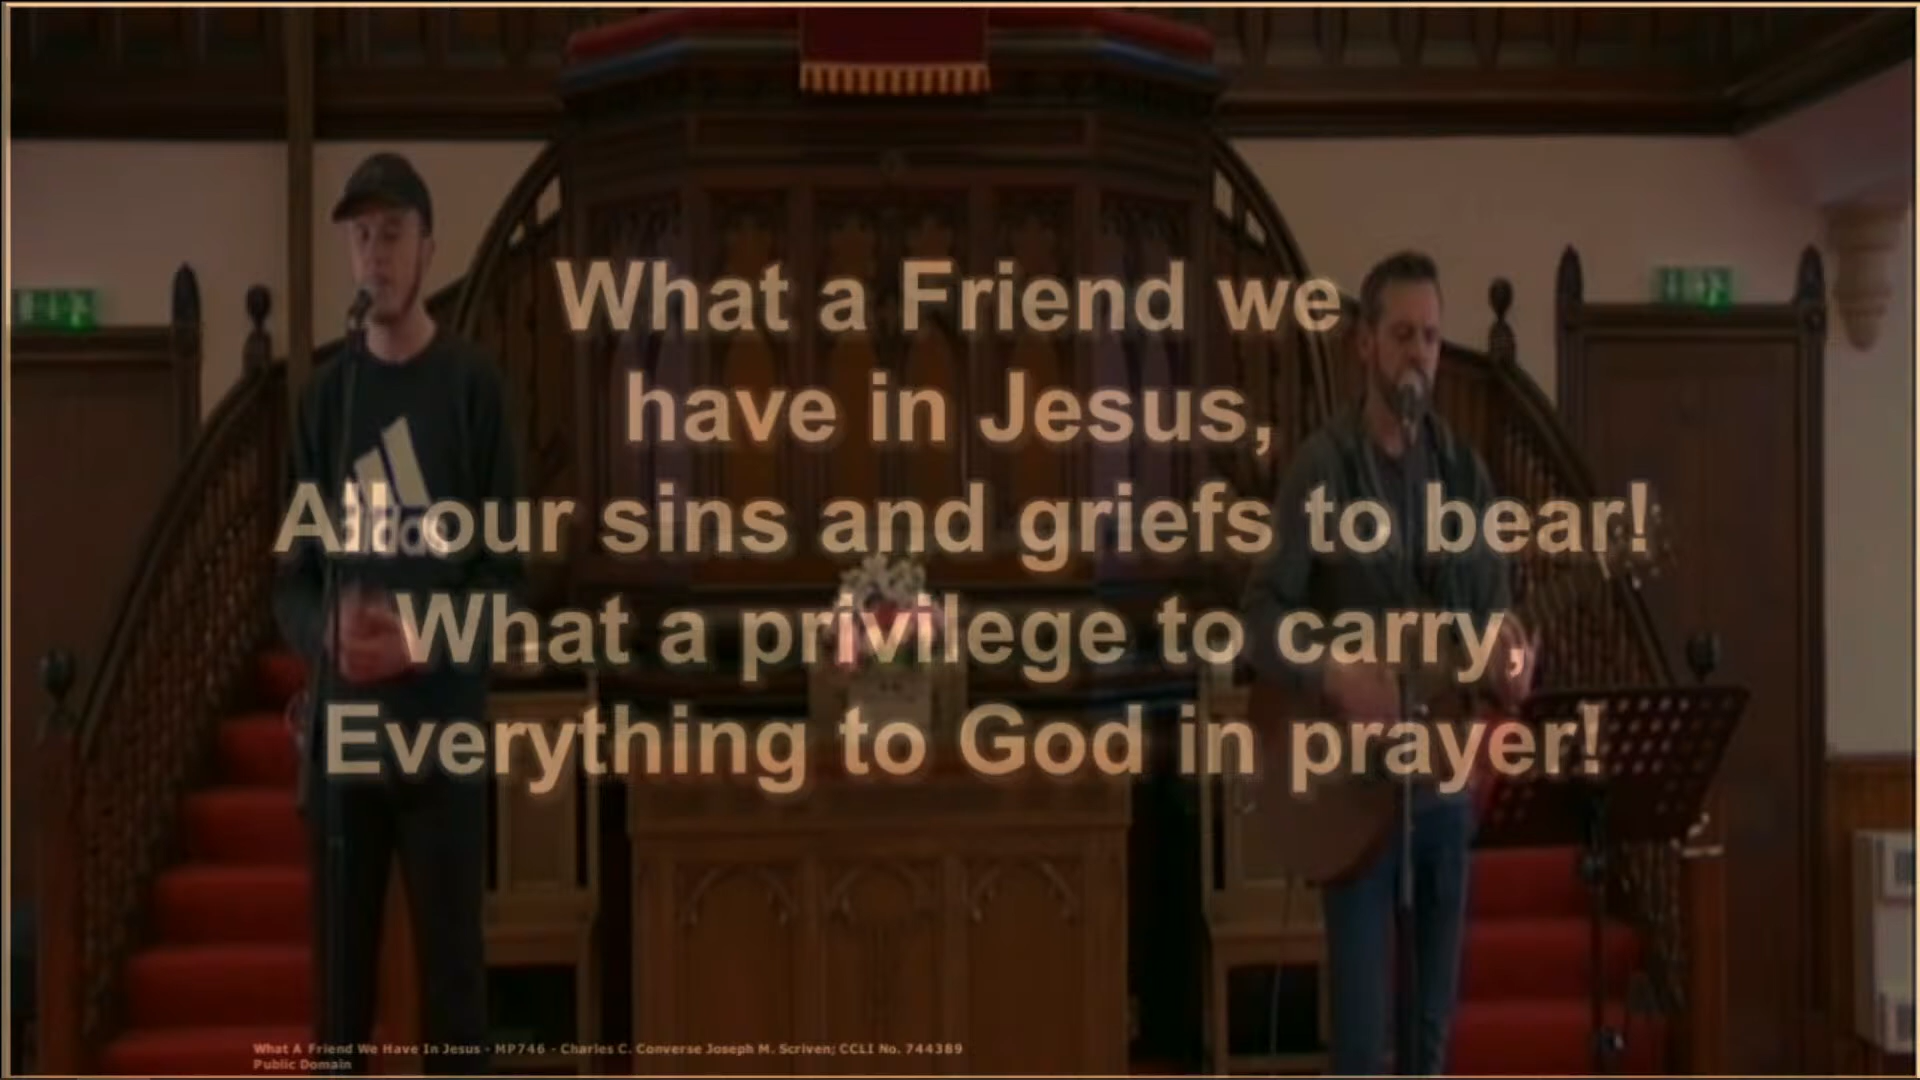 What a Friend we
have in Jesus,
All our sins and griefs to bear!
What a privilege to carry,
Everything to God in prayer!
adidas
What A Friend We Have In Jesus - MP746 - Charles C. Converse Joseph M. Scriven; CCLI No. 744389
Public Domain